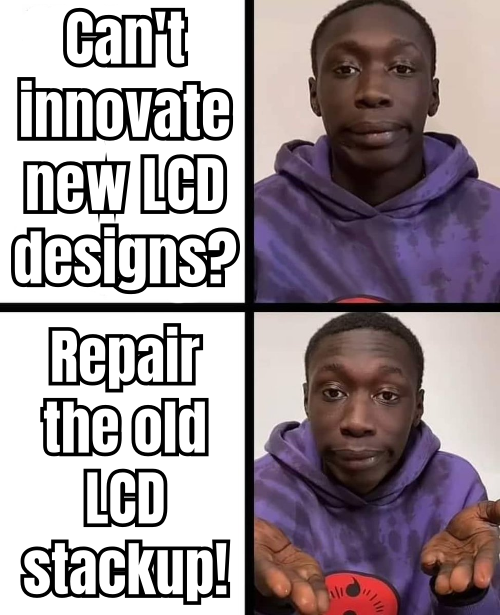 Can't
innovate
new LCD
designs?
Repair
the old
LCD
stackup!